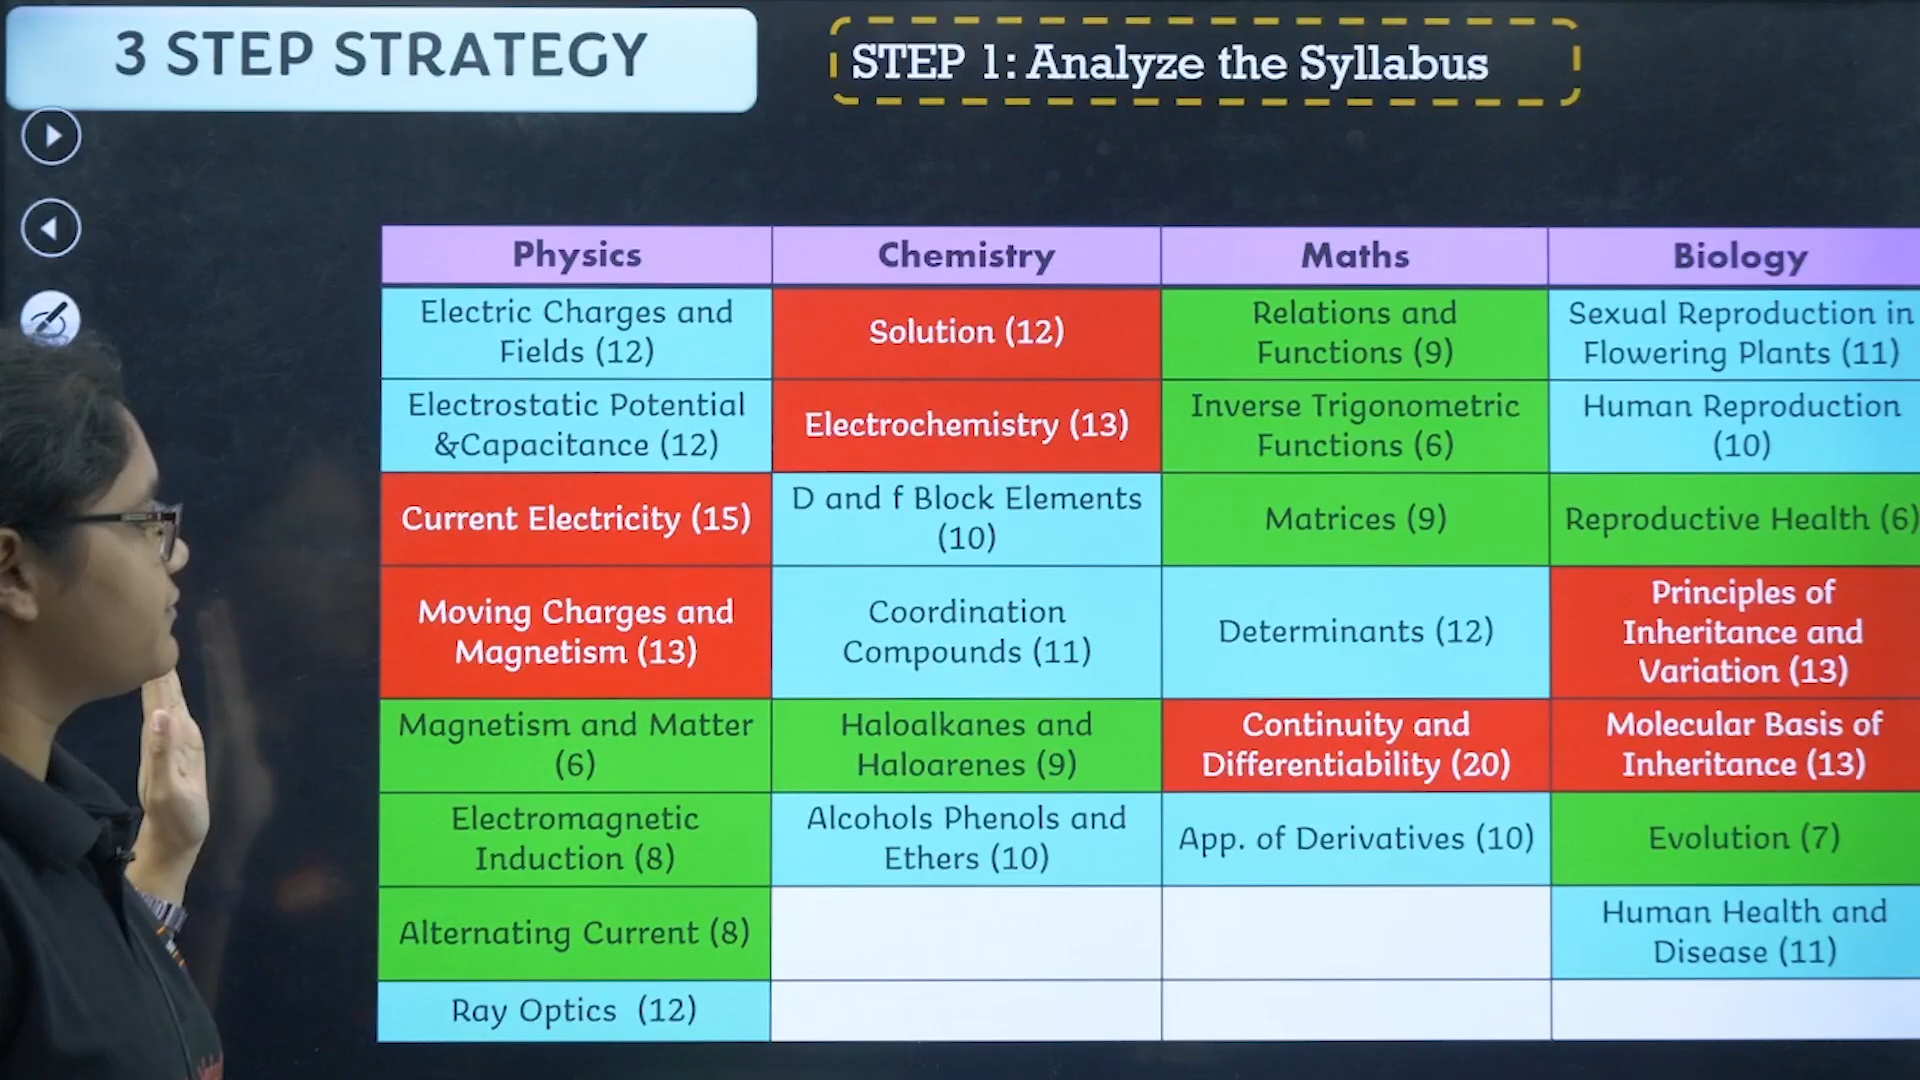 3 STEP STRATEGY
STEP 1: Analyze the Syllabus
Physics
Chemistry
Maths
Biology
Electric Charges and
Fields (12)
Solution (12)
Relations and
Functions (9)
Sexual Reproduction in
Flowering Plants (11)
Electrostatic Potential
&Capacitance (12)
Electrochemistry (13)
Inverse Trigonometric
Functions (6)
Human Reproduction
(10)
Current Electricity (15)
D and f Block Elements
(10)
Matrices (9)
Reproductive Health (6)
Moving Charges and
Magnetism (13)
Coordination
Compounds (11)
Determinants (12)
Principles of
Inheritance and
Variation (13)
Magnetism and Matter
(6)
Haloalkanes and
Haloarenes (9)
Continuity and
Differentiability (20)
Molecular Basis of
Inheritance (13)
Electromagnetic
Induction (8)
Alcohols Phenols and
Ethers (10)
App. of Derivatives (10)
Evolution (7)
Alternating Current (8)
Human Health and
Disease (11)
Ray Optics (12)